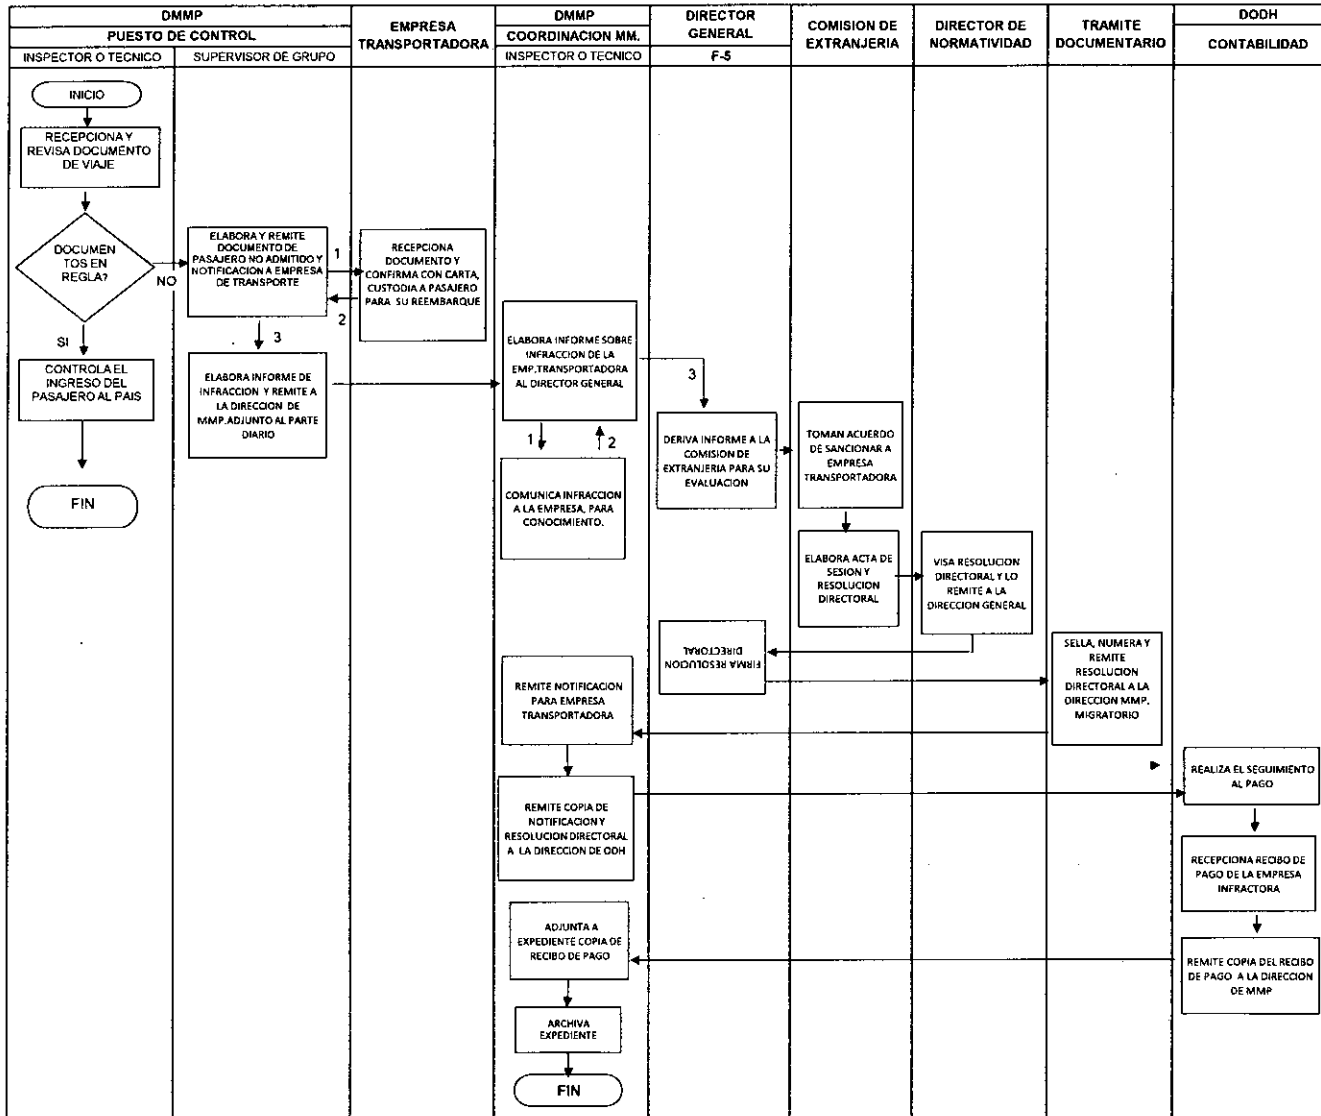 DMMP
PUESTO DE CONTROL
INSPECTOR O TECNICO
SUPERVISOR DE GRUPO
EMPRESA
TRANSPORTADORA
DMMP
COORDINACION MM.
INSPECTOR O TECNICO
DIRECTOR
GENERAL
F-5
COMISION DE
EXTRANJERIA
DIRECTOR DE
NORMATIVIDAD
TRAMITE
DOCUMENTARIO
DODH
CONTABILIDAD
INICIO
RECEPCIONA Y
REVISA DOCUMENTO
DE VIAJE
DOCUMEN
TOS EN
REGLA?
NO
SI
CONTROLA EL
INGRESO DEL
PASAJERO AL PAIS
FIN
ELABORA Y REMITE
DOCUMENTO DE
PASAJERO NO ADMITIDO Y
NOTIFICACION A EMPRESA
DE TRANSPORTE
1
2
3
RECEPCIONA
DOCUMENTO Y
CONFIRMA CON CARTA,
CUSTODIA A PASAJERO
PARA SU REEMBARQUE
ELABORA INFORME DE
INFRACCION Y REMITE A
LA DIRECCION DE
MMP.ADJUNTO AL PARTE
DIARIO
ELABORA INFORME SOBRE
INFRACCION DE LA
EMP.TRANSPORTADORA
AL DIRECTOR GENERAL
3
1
2
COMUNICA INFRACCION
A LA EMPRESA, PARA
CONOCIMIENTO.
DERIVA INFORME A LA
COMISION DE
EXTRANJERIA PARA SU
EVALUACION
TOMAN ACUERDO
DE SANCIONAR A
EMPRESA
TRANSPORTADORA
ELABORA ACTA DE
SESION Y
RESOLUCION
DIRECTORAL
VISA RESOLUCION
DIRECTORAL Y LO
REMITE A LA
DIRECCION GENERAL
FIRMA RESOLUCION
DIRECTORAL
SELLA, NUMERA Y
REMITE
RESOLUCION
DIRECTORAL A LA
DIRECCION MMP.
MIGRATORIO
REMITE NOTIFICACION
PARA EMPRESA
TRANSPORTADORA
REMITE COPIA DE
NOTIFICACION Y
RESOLUCION DIRECTORAL
A LA DIRECCION DE ODH
REALIZA EL SEGUIMIENTO
AL PAGO
RECEPCIONA RECIBO DE
PAGO DE LA EMPRESA
INFRACTORA
REMITE COPIA DEL RECIBO
DE PAGO A LA DIRECCION
DE MMP
ADJUNTA A
EXPEDIENTE COPIA DE
RECIBO DE PAGO
ARCHIVA
EXPEDIENTE
FIN